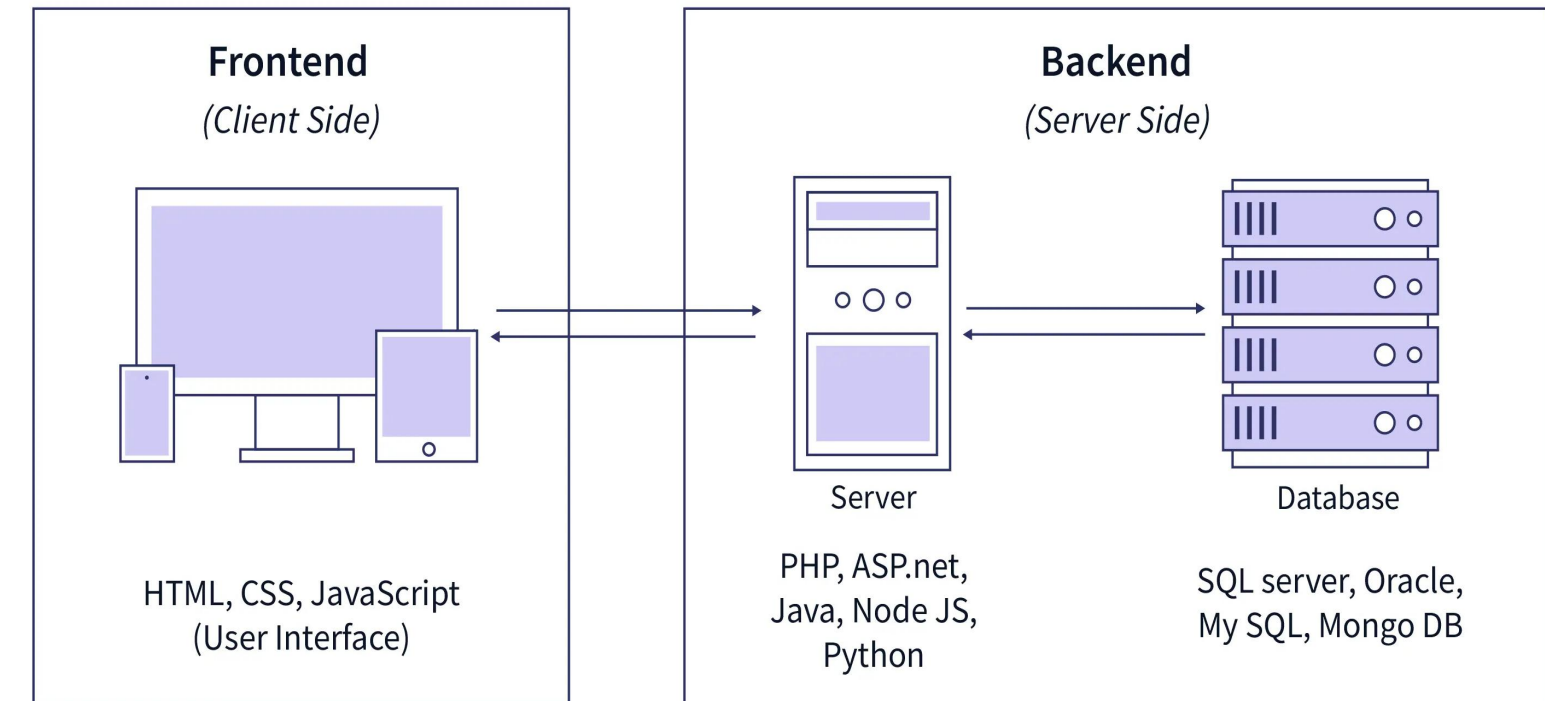 Frontend
(Client Side)
HTML, CSS, JavaScript
(User Interface)
Backend
(Server Side)
Server
PHP, ASP.net,
Java, Node JS,
Python
Database
SQL server, Oracle,
My SQL, Mongo DB